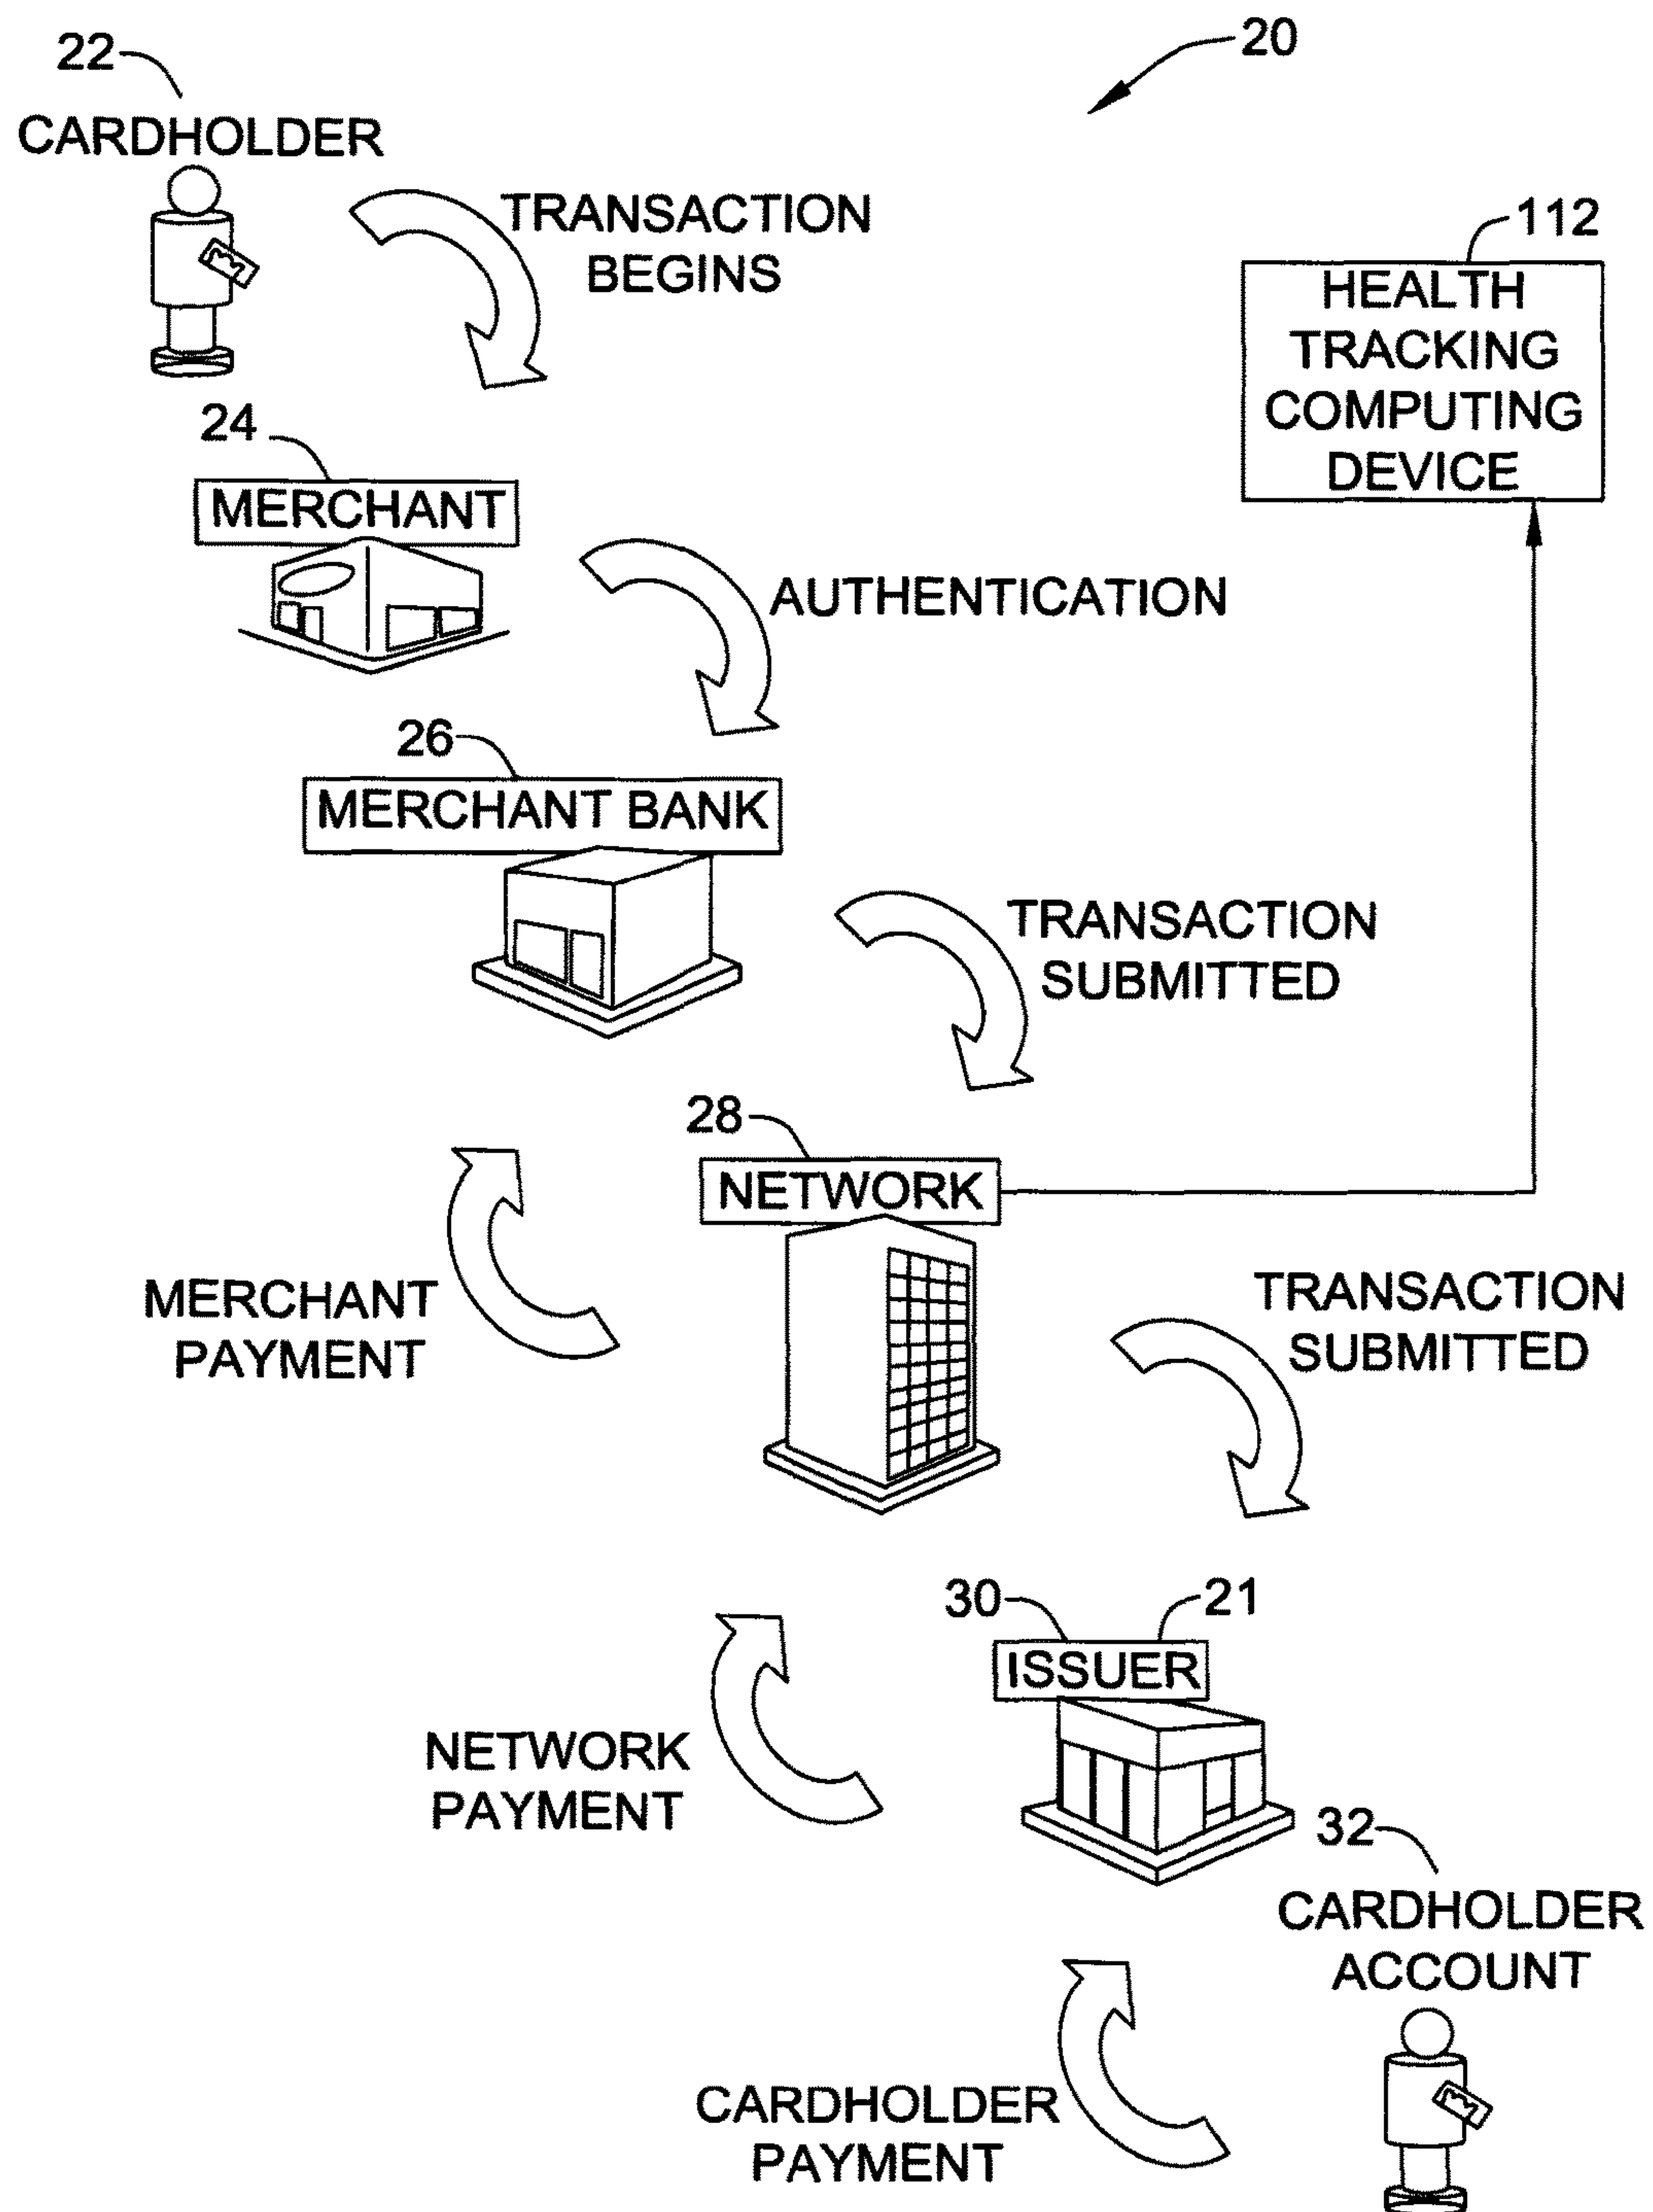 20
22
CARDHOLDER
TRANSACTION
BEGINS
112
HEALTH
TRACKING
COMPUTING
DEVICE
24
MERCHANT
AUTHENTICATION
26
MERCHANT BANK
TRANSACTION
SUBMITTED
28
NETWORK
MERCHANT
PAYMENT
TRANSACTION
SUBMITTED
30
21
ISSUER
NETWORK
PAYMENT
32
CARDHOLDER
ACCOUNT
CARDHOLDER
PAYMENT